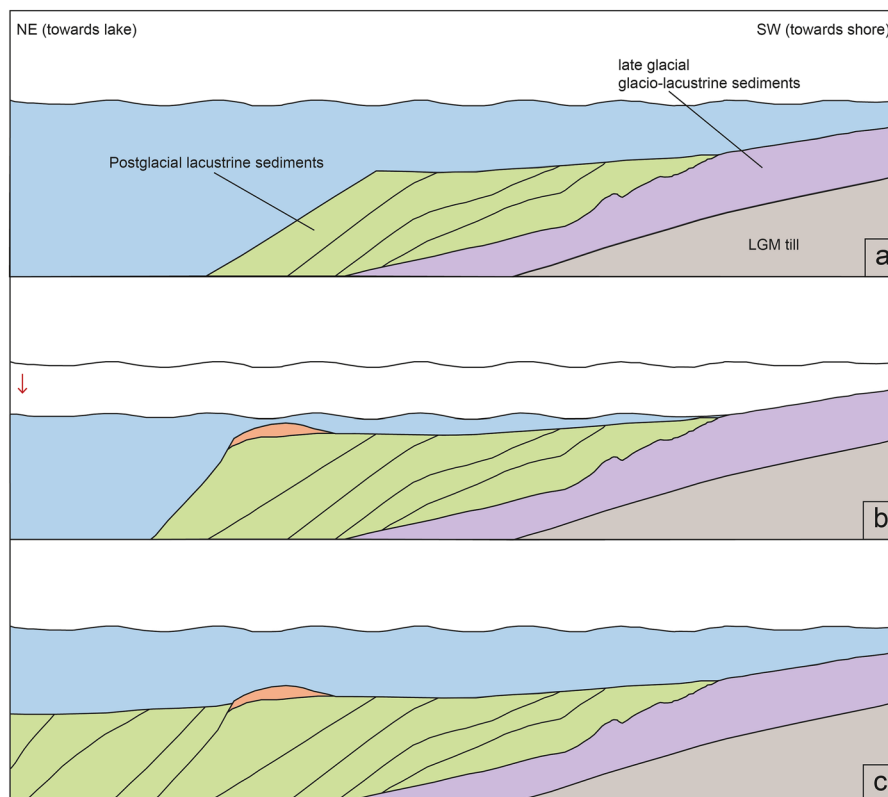 NE (towards lake)
SW (towards shore)
late glacial
glacio-lacustrine sediments
Postglacial lacustrine sediments
LGM till
a
b
c